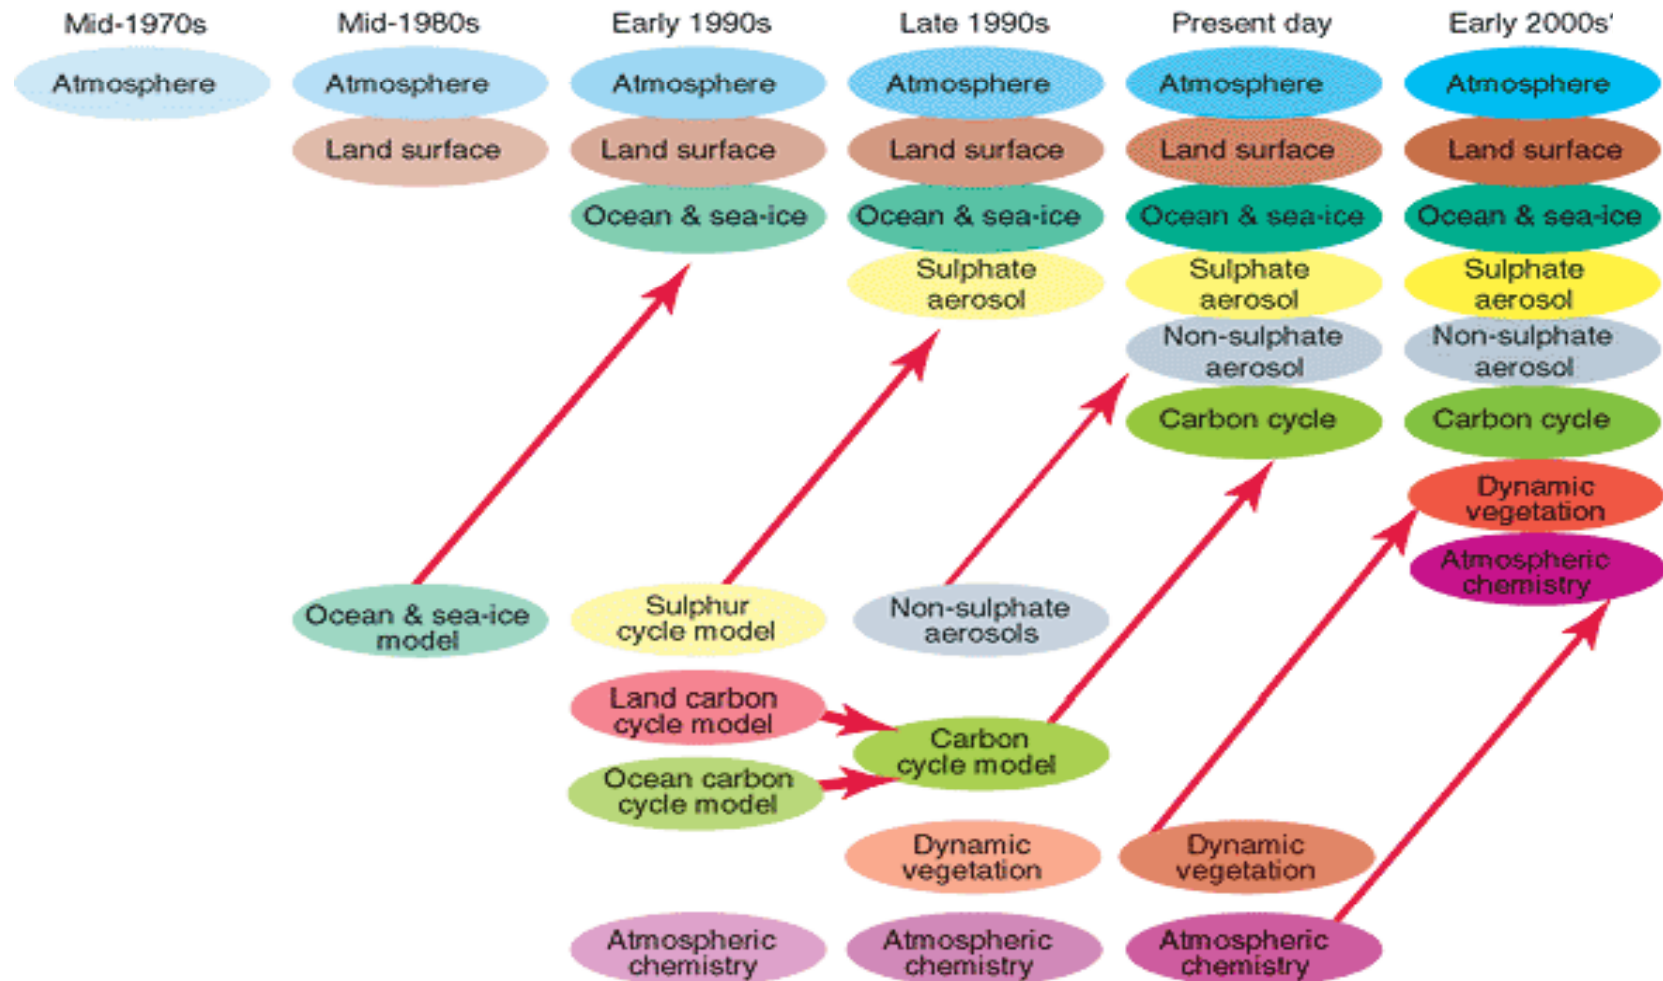 Mid-1970s
Mid-1980s
Early 1990s
Late 1990s
Present day
Early 2000s'
Atmosphere
Atmosphere
Atmosphere
Atmosphere
Atmosphere
Atmosphere
Land surface
Land surface
Land surface
Land surface
Land surface
Ocean & sea-ice
Ocean & sea-ice
Ocean & sea-ice
Ocean & sea-ice
Sulphate
aerosol
Sulphate
aerosol
Sulphate
aerosol
Non-sulphate
aerosol
Non-sulphate
aerosol
Carbon cycle
Carbon cycle
Dynamic
vegetation
Atmospheric
chemistry
Ocean & sea-ice
model
Sulphur
cycle model
Non-sulphate
aerosols
Land carbon
cycle model
Carbon
cycle model
Ocean carbon
cycle model
Dynamic
vegetation
Dynamic
vegetation
Atmospheric
chemistry
Atmospheric
chemistry
Atmospheric
chemistry